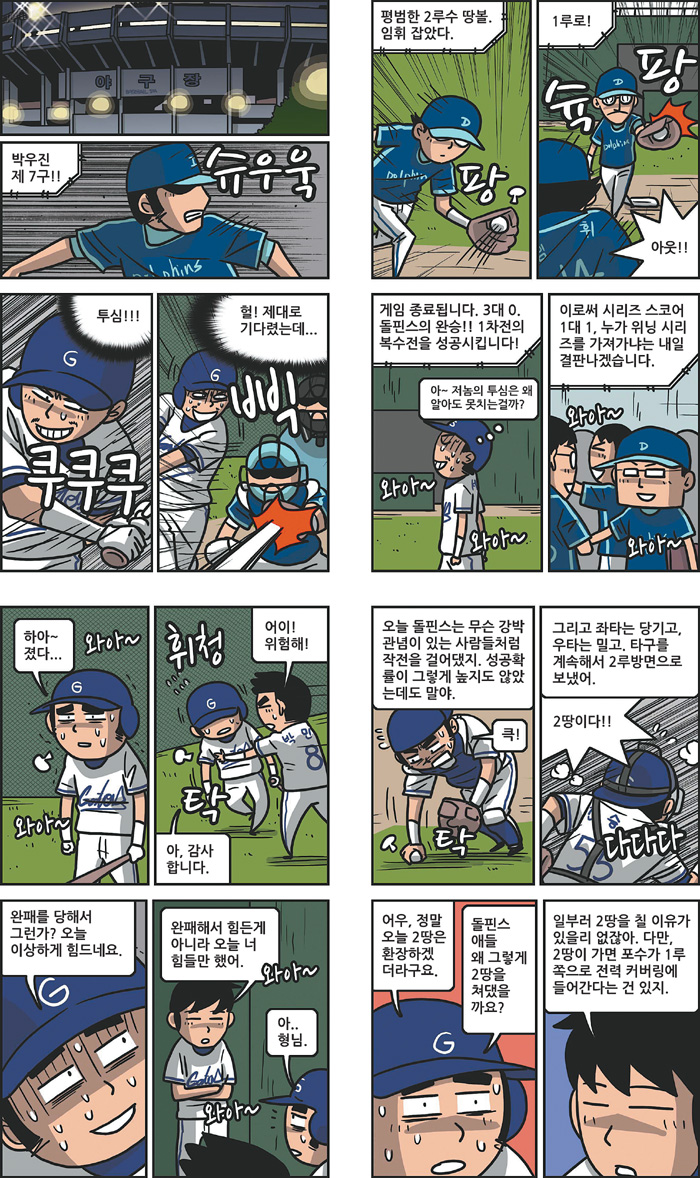 야구장
박우진
제 7구!!
슈우욱
D
Dolphins
투심!!!
G
쿠쿠쿠
헐! 제대로
기다렸는데...
G
빠빅
평범한 2루수 땅볼.
임휘 잡았다.
D
Dolphins
팡
1루로!
슉
팡
D
Dolphins
휘
아웃!!
게임 종료됩니다. 3대 0.
돌핀스의 완승!! 1차전의
복수전을 성공시킵니다!
아~ 저놈의 투심은 왜
알아도 못치는걸까?
와아~
와아~
이로써 시리즈 스코어
1대 1, 누가 위닝 시리
즈를 가져가냐는 내일
결판나겠습니다.
와아~
D
와아~
하아~
졌다...
와아~
G
와아~
휘청
어이!
위험해!
G
박민
8
탁
아, 감사
합니다.
완패를 당해서
그런가? 오늘
이상하게 힘드네요.
G
완패해서 힘든게
아니라 오늘 너
힘들만 했어.
와아~
아..
형님.
와아~
오늘 돌핀스는 무슨 강박
관념이 있는 사람들처럼
작전을 걸어댔지. 성공확
률이 그렇게 높지도 않았
는데도 말야.
큭!
탁
그리고 좌타는 당기고,
우타는 밀고. 타구를
계속해서 2루방면으로
보냈어.
2땅이다!!
55
다다다
어우, 정말
오늘 2땅은
환장하겠
더라구요.
돌핀스
애들
왜 그렇게
2땅을
쳐댔을
까요?
G
일부러 2땅을 칠 이유가
있을리 없잖아. 다만,
2땅이 가면 포수가 1루
쪽으로 전력 커버링에
들어간다는 건 있지.